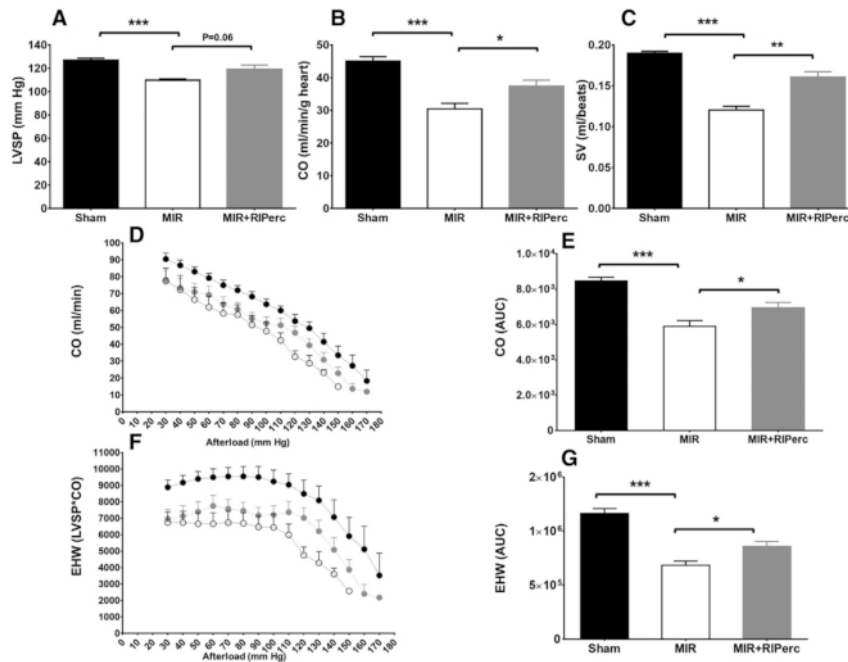 A
***
P=0.06
LVSP (mm Hg)
140
120
100
80
60
40
20
0
Sham MIR MIR+RIPerc
B
***
*
CO (ml/min/g heart)
50
40
30
20
10
0
Sham MIR MIR+RIPerc
C
***
**
SV (ml/beats)
0.20
0.15
0.10
0.05
0.00
Sham MIR MIR+RIPerc
D
CO (ml/min)
100
90
80
70
60
50
40
30
20
10
0
0 10 20 30 40 50 60 70 80 90 100 110 120 130 140 150 160 170 180
Afterload (mm Hg)
E
***
*
CO (AUC)
1.0×10⁴
8.0×10³
6.0×10³
4.0×10³
2.0×10³
0.0
Sham MIR MIR+RIPerc
F
EHW (LVSP*CO)
11000
10000
9000
8000
7000
6000
5000
4000
3000
2000
1000
0
0 10 20 30 40 50 60 70 80 90 100 110 120 130 140 150 160 170 180
Afterload (mm Hg)
G
***
*
EHW (AUC)
2×10⁶
1×10⁶
5×10⁵
0
Sham MIR MIR+RIPerc